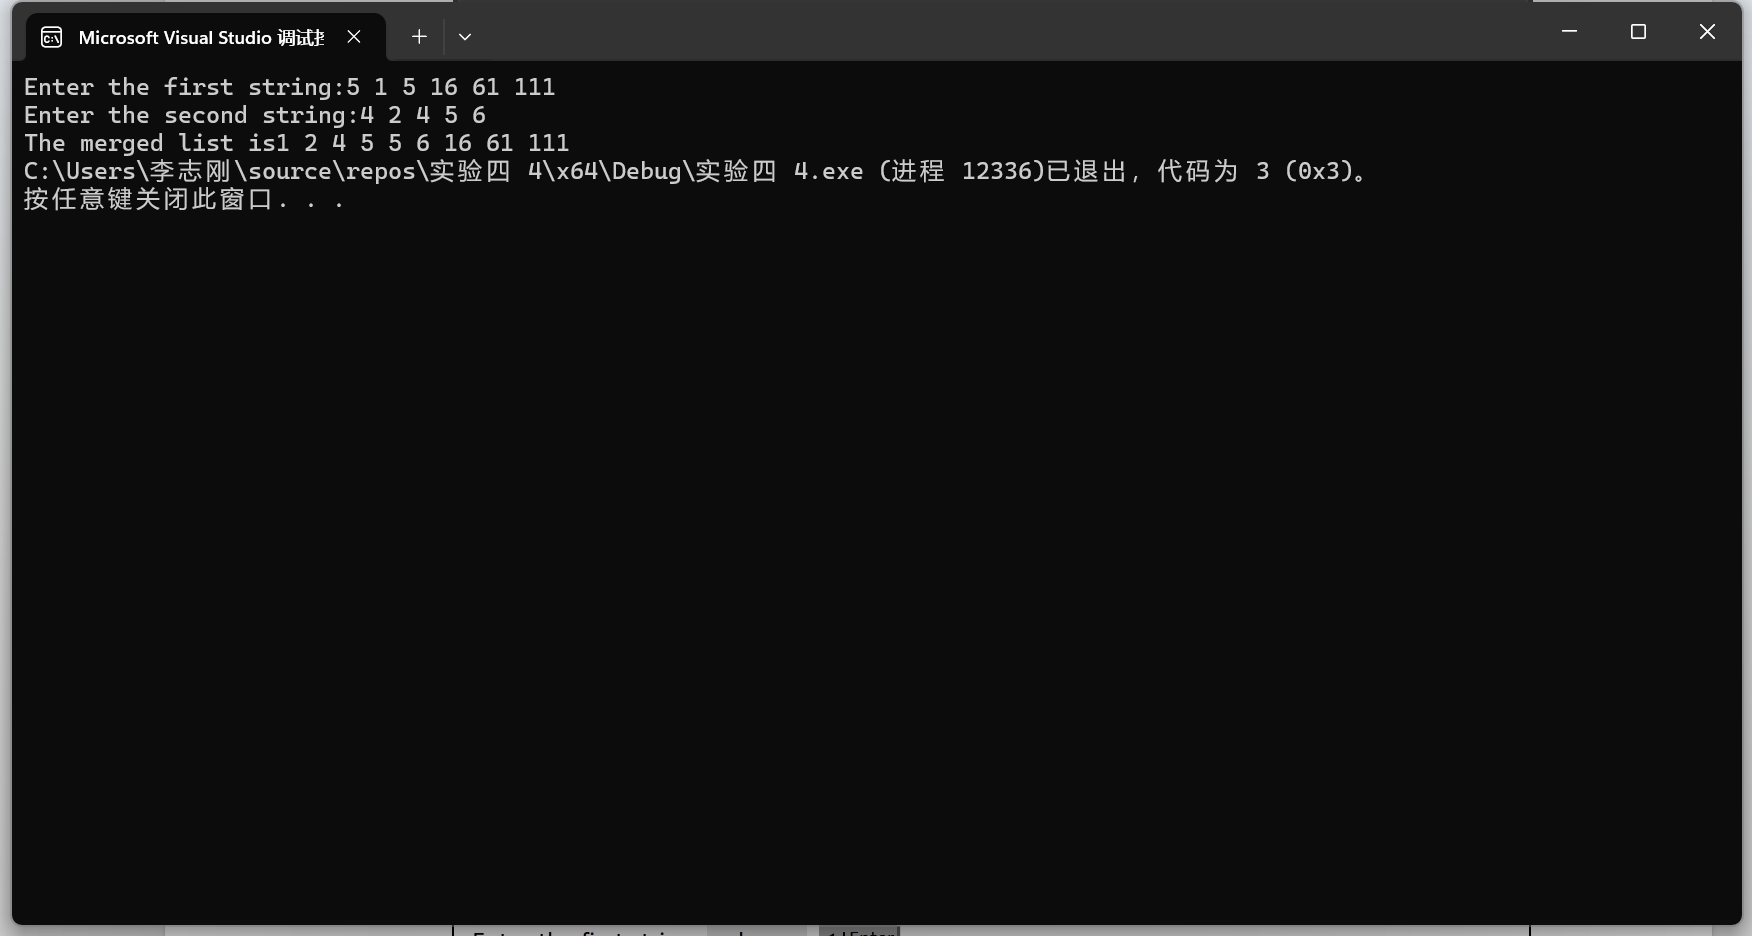 Microsoft Visual Studio 调试
Enter the first string:5 1 5 16 61 111
Enter the second string:4 2 4 5 6
The merged list is1 2 4 5 5 6 16 61 111
C:\Users\李志刚\source\repos\实验四 4\x64\Debug\实验四 4.exe (进程 12336)已退出，代码为 3 (0x3)。
按任意键关闭此窗口. . .